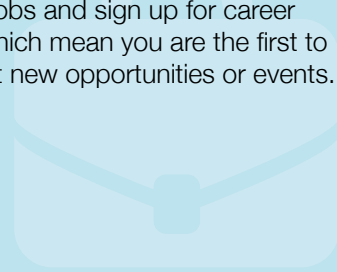 obs and sign up for career
hich mean you are the first to
t new opportunities or events.